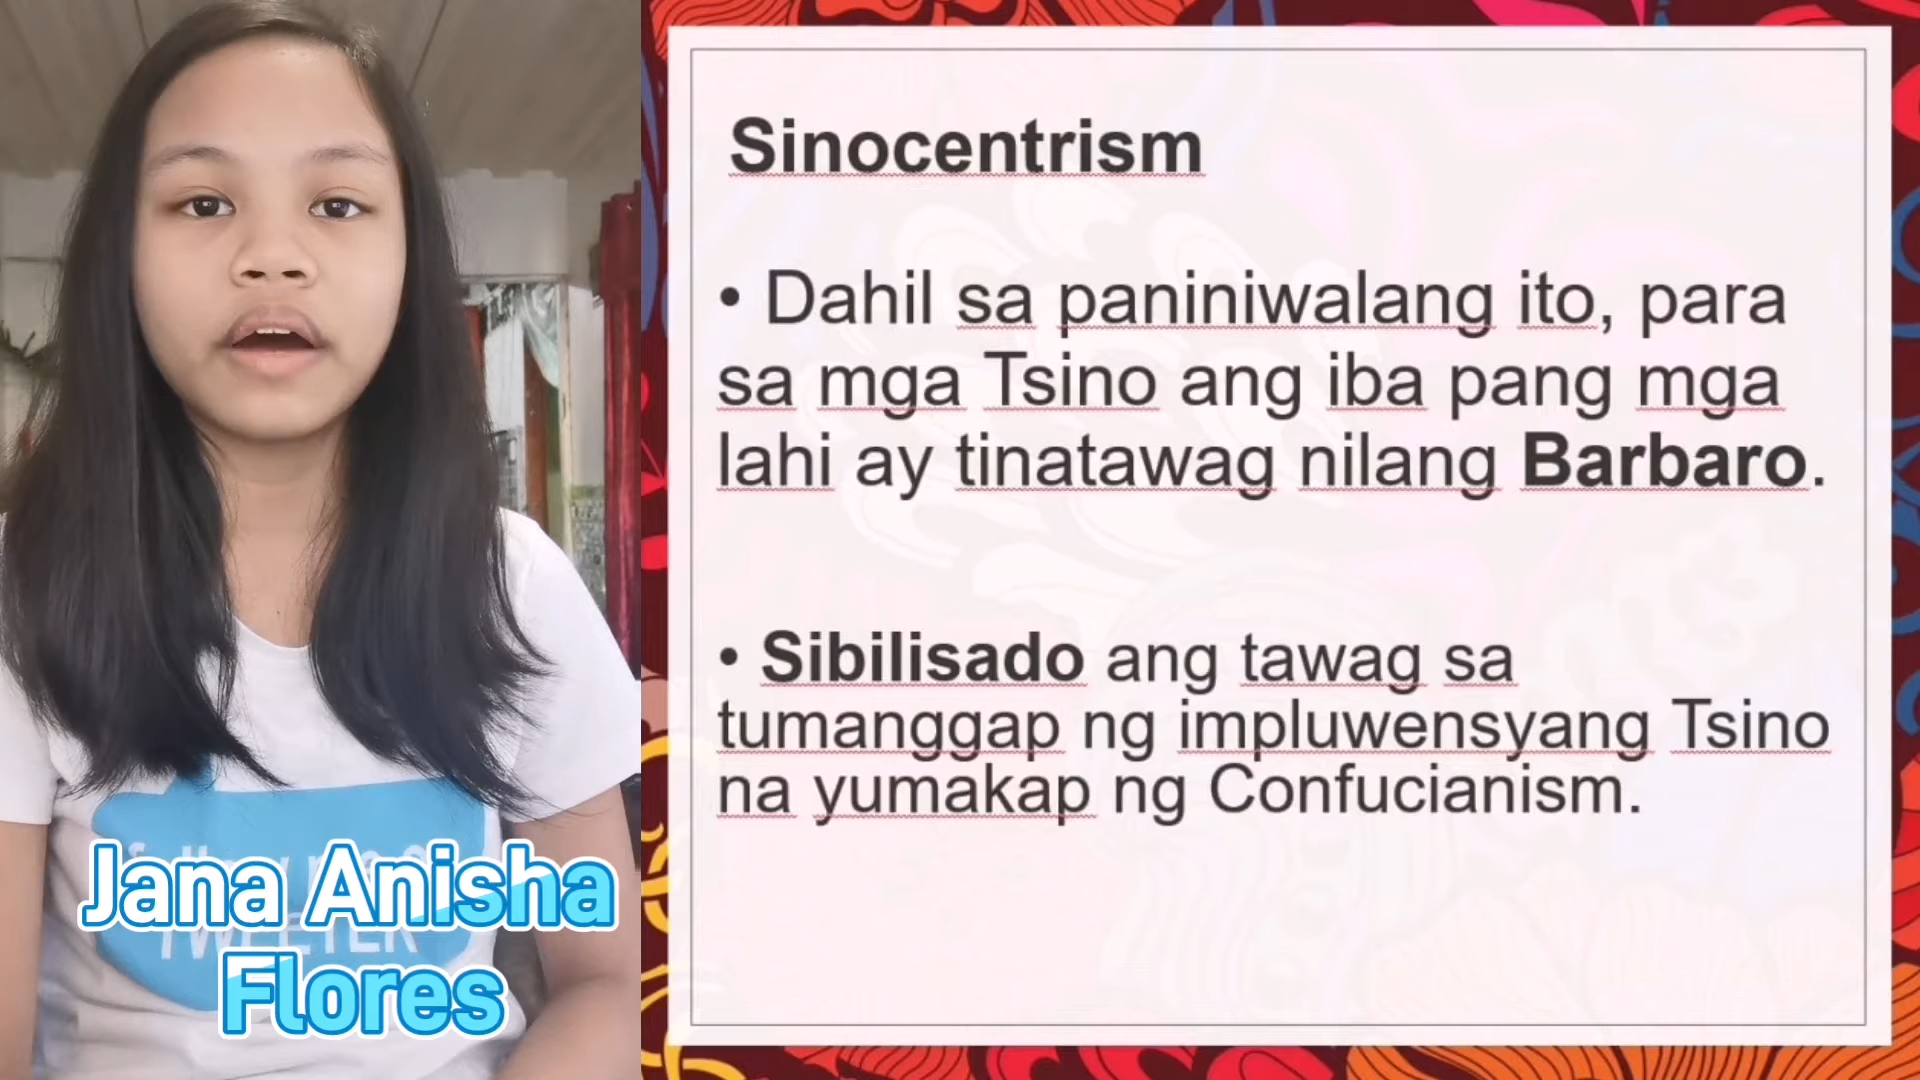 Sinocentrism
• Dahil sa paniniwalang ito, para
sa mga Tsino ang iba pang mga
lahi ay tinatawag nilang Barbaro.
• Sibilisado ang tawag sa
tumanggap ng impluwensyang Tsino
na yumakap ng Confucianism.
Jana Anisha
Flores